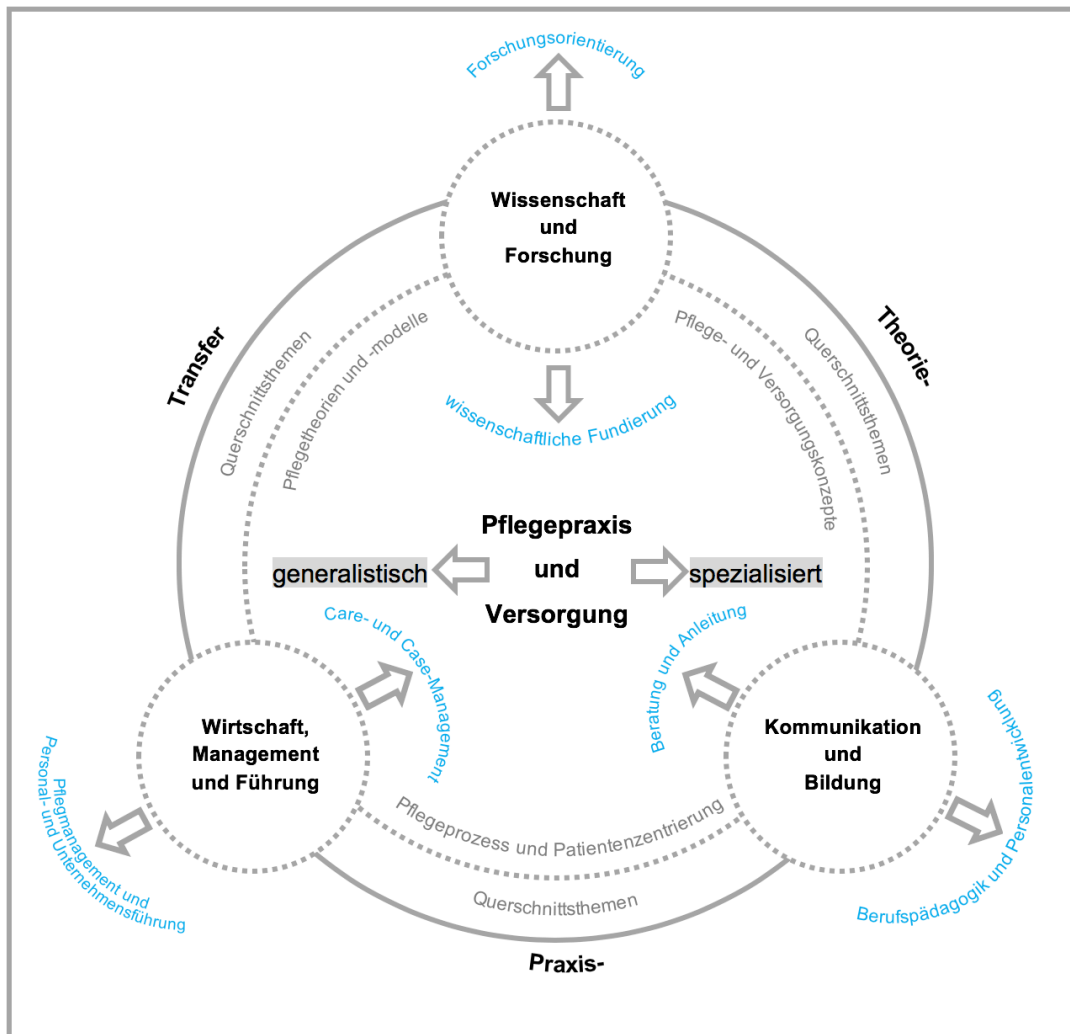 Forschungsorientierung
Wissenschaft
und
Forschung
Transfer
Theorie-
Querschnittsthemen
Pflegetheorien und -modelle
Pflege- und Versorgungskonzepte
Querschnittsthemen
wissenschaftliche Fundierung
Pflegepraxis
und
Versorgung
generalistisch
spezialisiert
Care- und Case-Management
Beratung und Anleitung
Wirtschaft,
Management
und Führung
Kommunikation
und
Bildung
Pflegmanagement und
Personal- und Unternehmensführung
Berufspädagogik und Personalentwicklung
Pflegeprozess und Patientenzentrierung
Querschnittsthemen
Praxis-